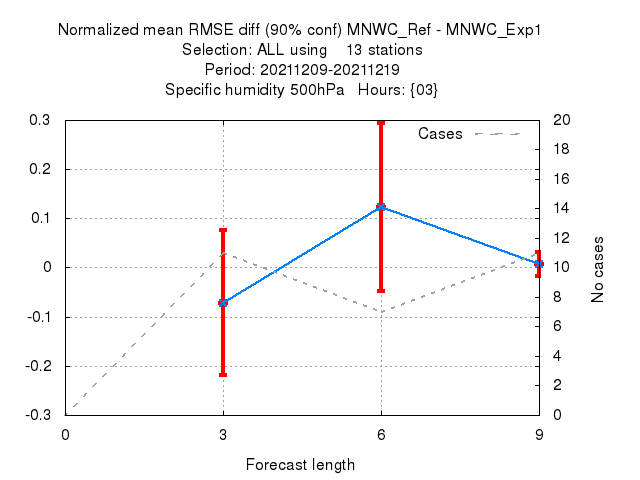 Normalized mean RMSE diff (90% conf) MNWC_Ref - MNWC_Exp1
Selection: ALL using 13 stations
Period: 20211209-20211219
Specific humidity 500hPa Hours: {03}
0.3
0.2
0.1
0
-0.1
-0.2
-0.3
Cases
20
18
16
14
12
10
8
6
4
2
0
No cases
0 3 6 9
Forecast length